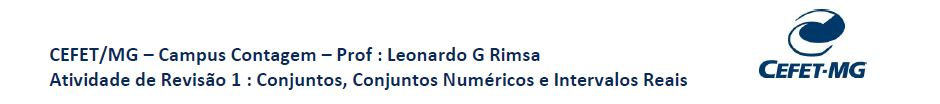 CEFET/MG – Campus Contagem – Prof : Leonardo G Rimsa
Atividade de Revisão 1 : Conjuntos, Conjuntos Numéricos e Intervalos Reais
CEFET-MG